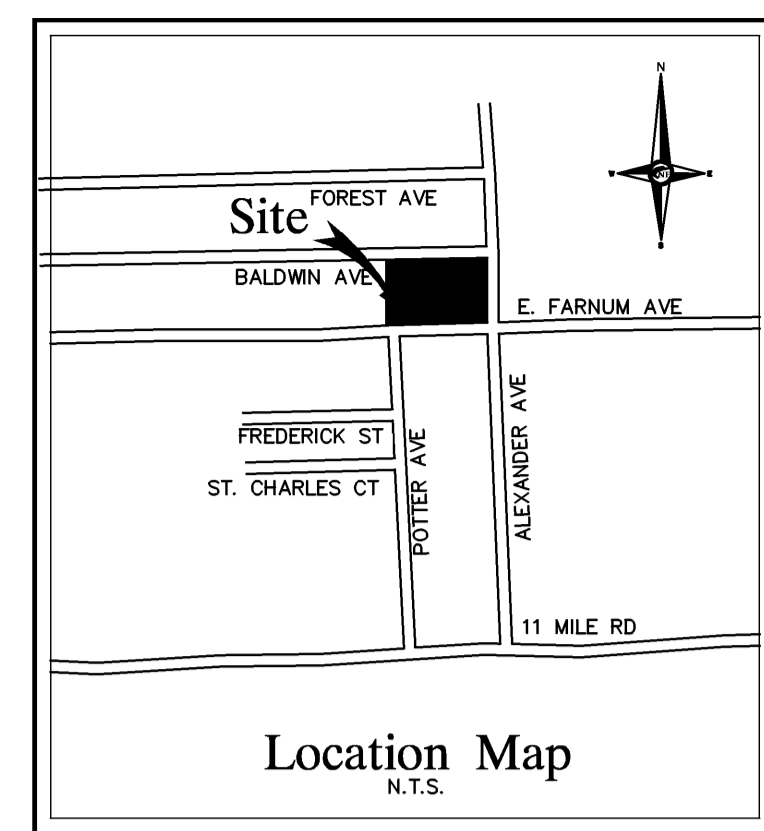 N
W
NF
E
S
FOREST AVE
Site
BALDWIN AVE
E. FARNUM AVE
FREDERICK ST
POTTER AVE
ALEXANDER AVE
ST. CHARLES CT
11 MILE RD
Location Map
N.T.S.